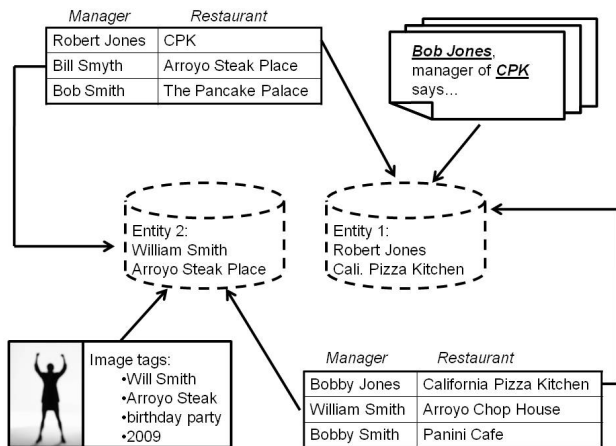 Manager Restaurant
Robert Jones CPK
Bill Smyth Arroyo Steak Place
Bob Smith The Pancake Palace
Bob Jones,
manager of CPK
says…
Entity 2:
William Smith
Arroyo Steak Place
Entity 1:
Robert Jones
Cali. Pizza Kitchen
Image tags:
•Will Smith
•Arroyo Steak
•birthday party
•2009
Manager Restaurant
Bobby Jones California Pizza Kitchen
William Smith Arroyo Chop House
Bobby Smith Panini Cafe